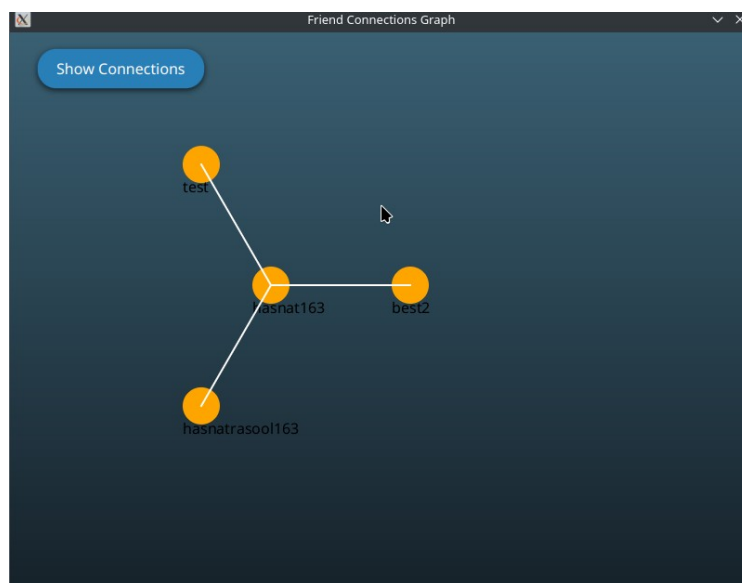 Friend Connections Graph
Show Connections
test
hasnat163
best2
hasnatrasool163